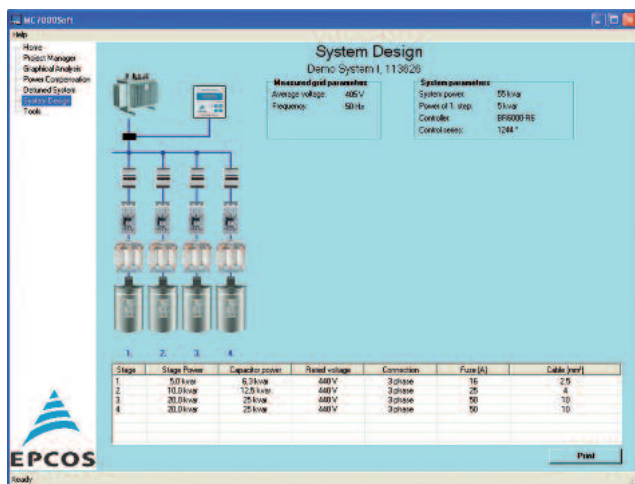 MC7000Soft
Help
Home
Project Manager
Graphical Analysis
Power Compensation
Detuned System
System Design
Tools
System Design
Demo System I, 113626
Measured grid parameters
Average voltage: 405 V
Frequency: 50 Hz
System parameters
System power: 55 kvar
Power of 1. step: 5 kvar
Controller: BR6000-R6
Control series: 1244 *
1. 2. 3. 4.
Stage Stage Power Capacitor power Rated voltage Connection Fuse [A] Cable [mm²]
1 5,0 kvar 6,3 kvar 440 V 3 phase 16 2.5
2 10,0 kvar 12,5 kvar 440 V 3 phase 25 4
3 20,0 kvar 25 kvar 440 V 3 phase 50 10
4 20,0 kvar 25 kvar 440 V 3 phase 50 10
EPCOS
Print
Ready